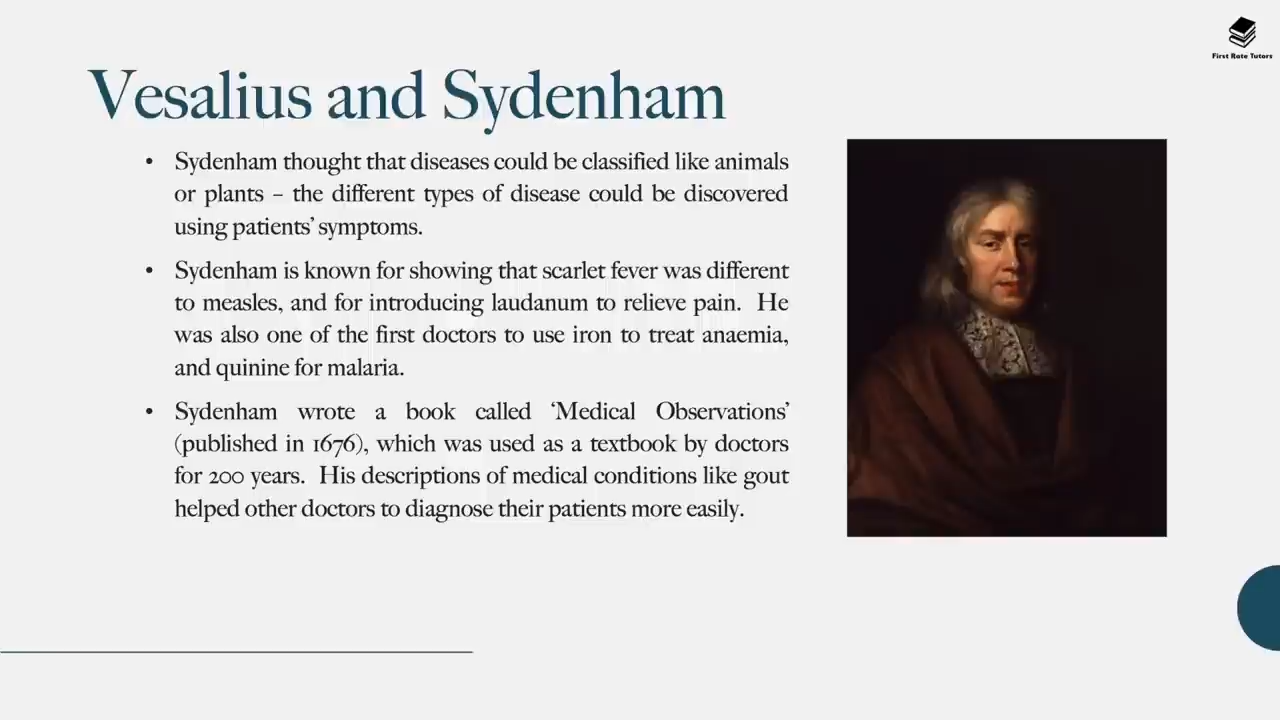 First Rate Tutors
Vesalius and Sydenham
• Sydenham thought that diseases could be classified like animals
or plants – the different types of disease could be discovered
using patients’ symptoms.
• Sydenham is known for showing that scarlet fever was different
to measles, and for introducing laudanum to relieve pain.  He
was also one of the first doctors to use iron to treat anaemia,
and quinine for malaria.
• Sydenham wrote a book called ‘Medical Observations’
(published in 1676), which was used as a textbook by doctors
for 200 years.  His descriptions of medical conditions like gout
helped other doctors to diagnose their patients more easily.